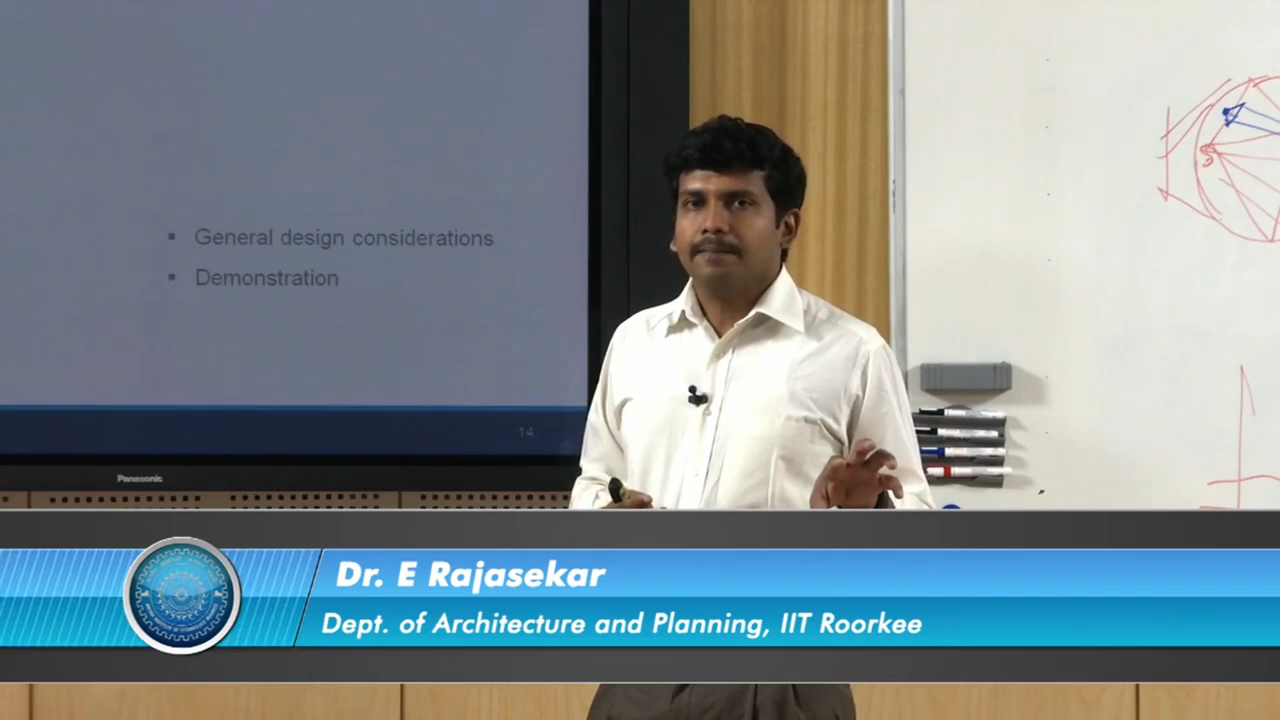 ▪ General design considerations
▪ Demonstration
14
Panasonic
S
Dr. E Rajasekar
Dept. of Architecture and Planning, IIT Roorkee